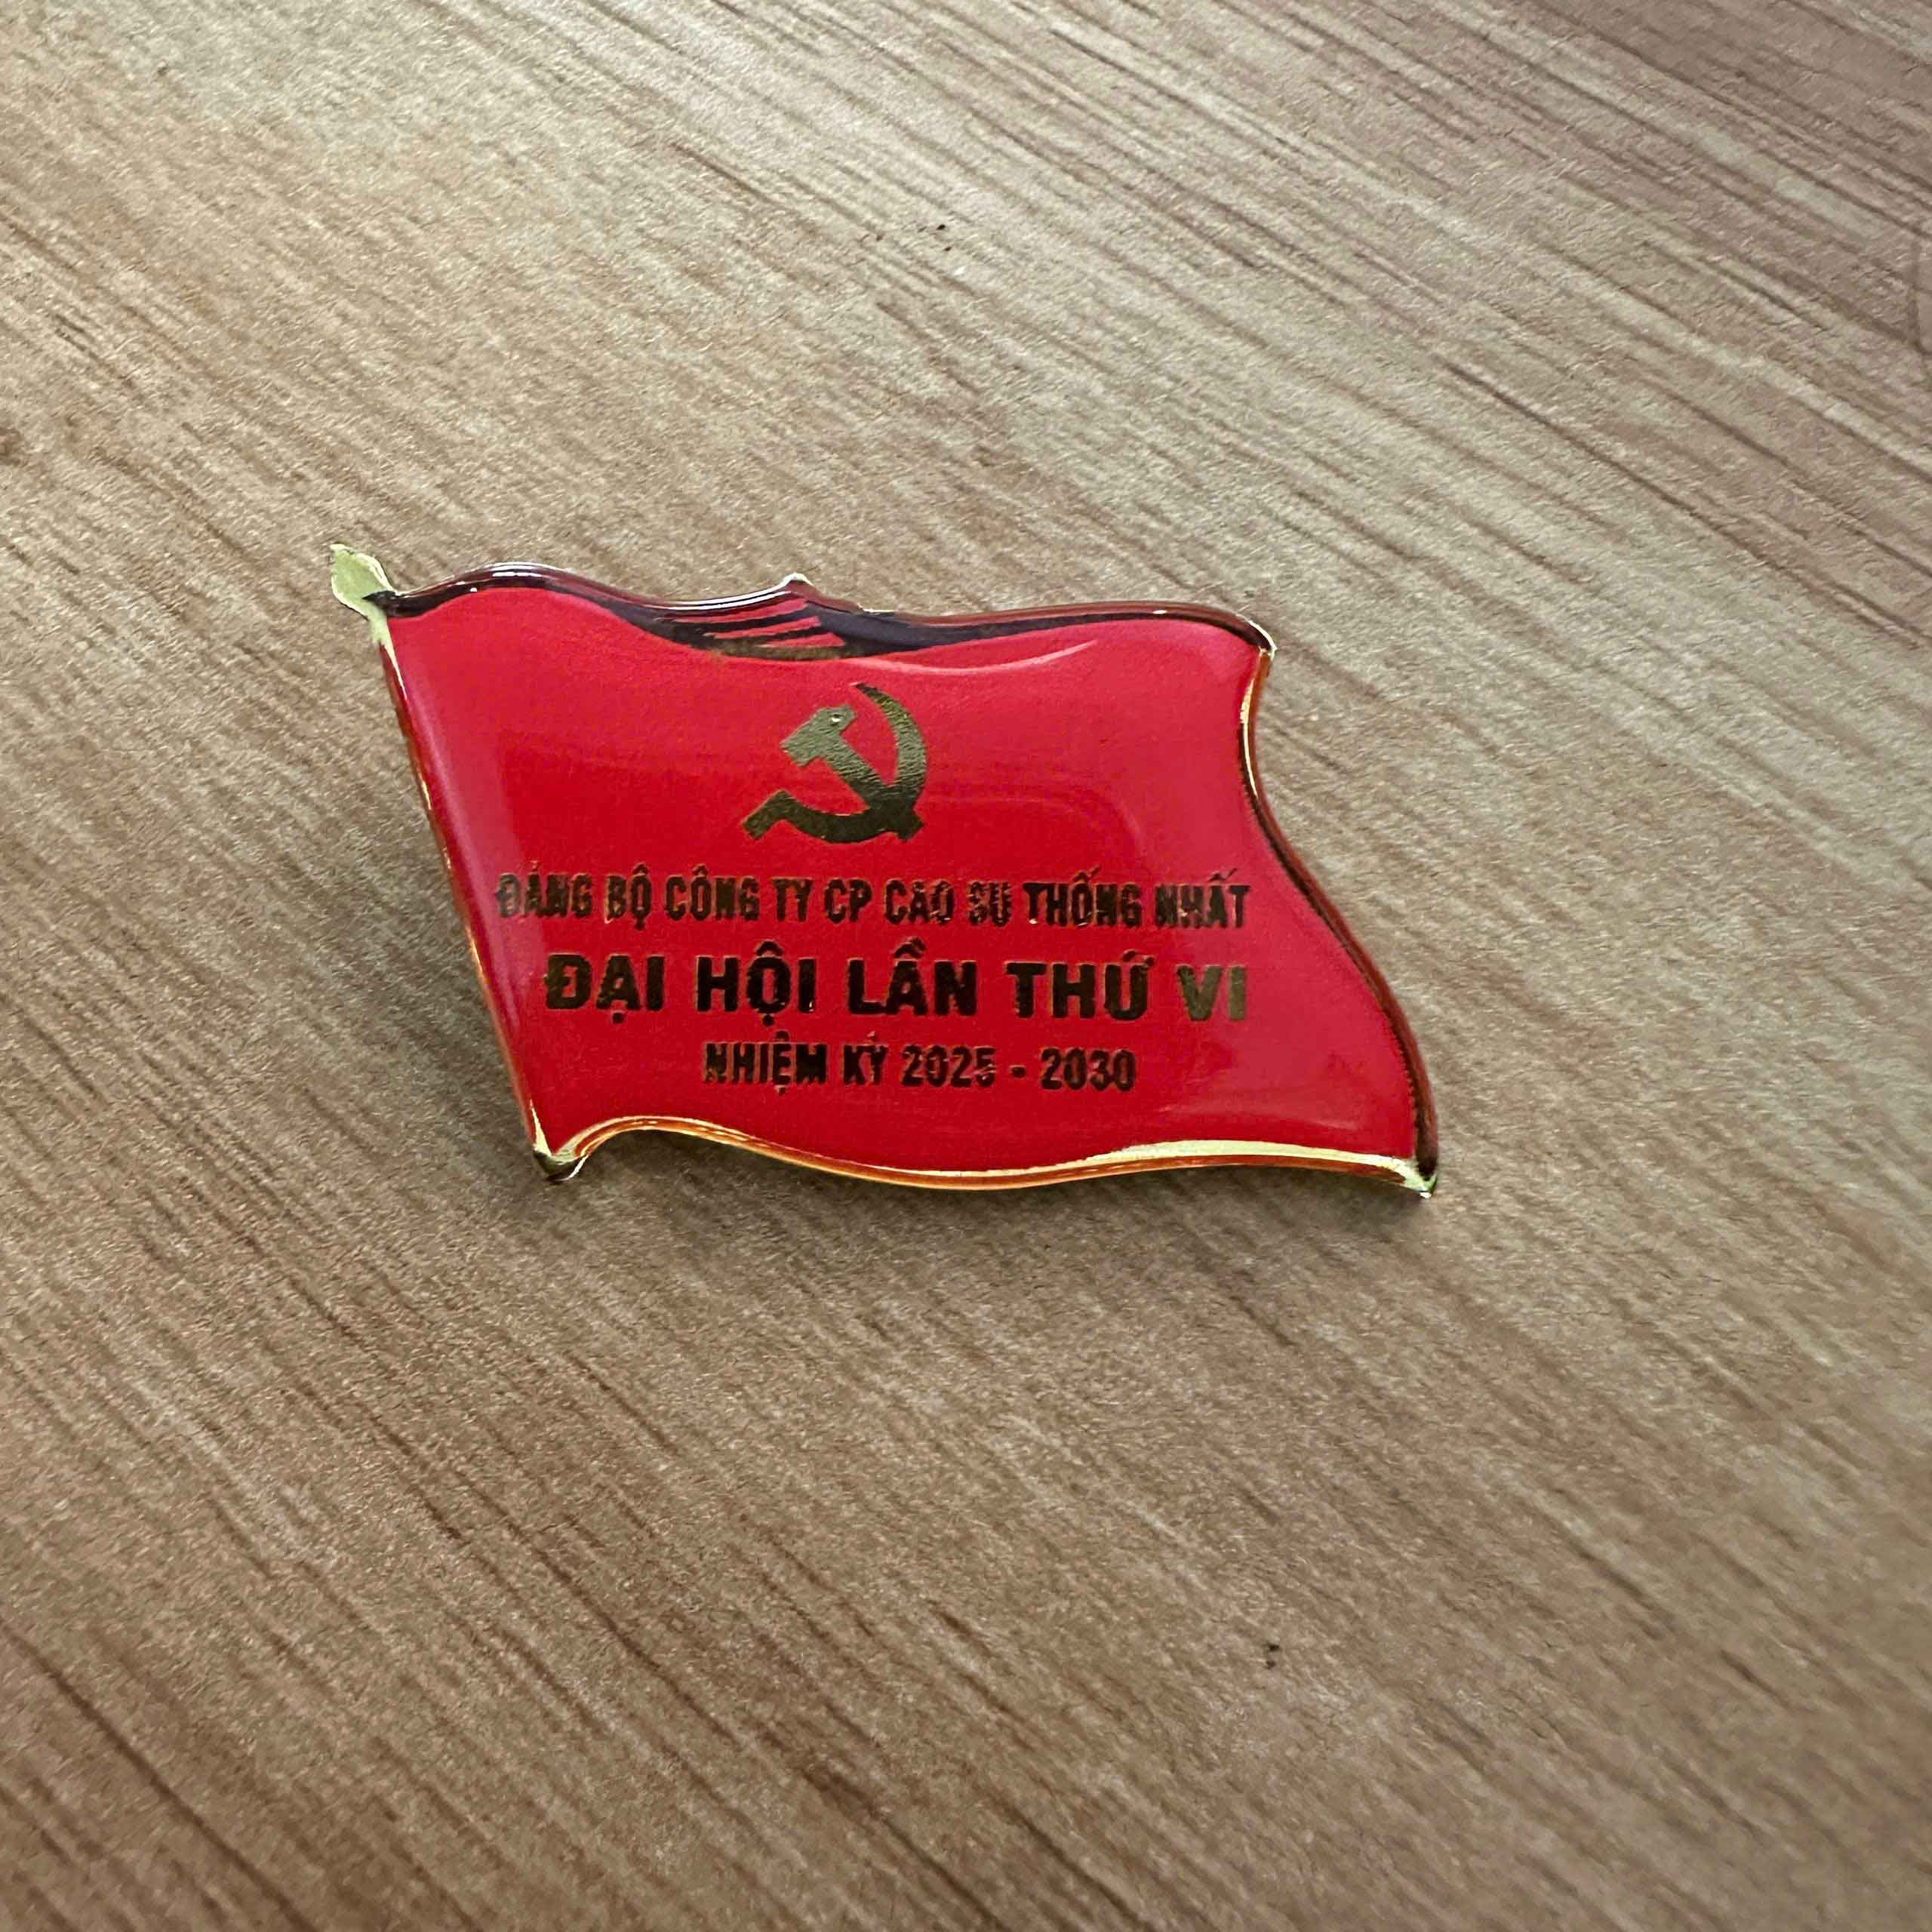 ĐẢNG BỘ CÔNG TY CP CAO SU THỐNG NHẤT
ĐẠI HỘI LẦN THỨ VI
NHIỆM KỲ 2025 - 2030